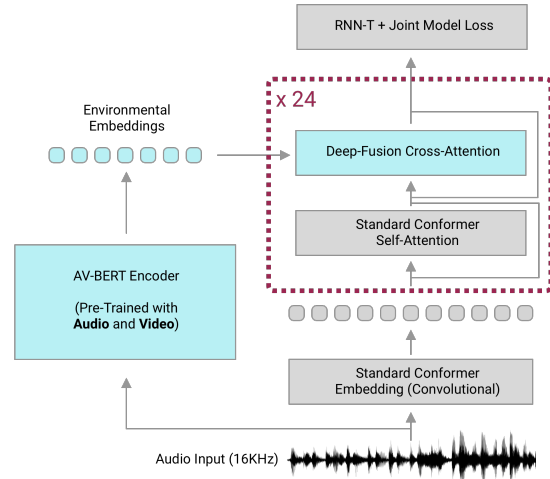 RNN-T + Joint Model Loss
x 24
Environmental
Embeddings
Deep-Fusion Cross-Attention
Standard Conformer
Self-Attention
AV-BERT Encoder
(Pre-Trained with
Audio and Video)
Standard Conformer
Embedding (Convolutional)
Audio Input (16KHz)